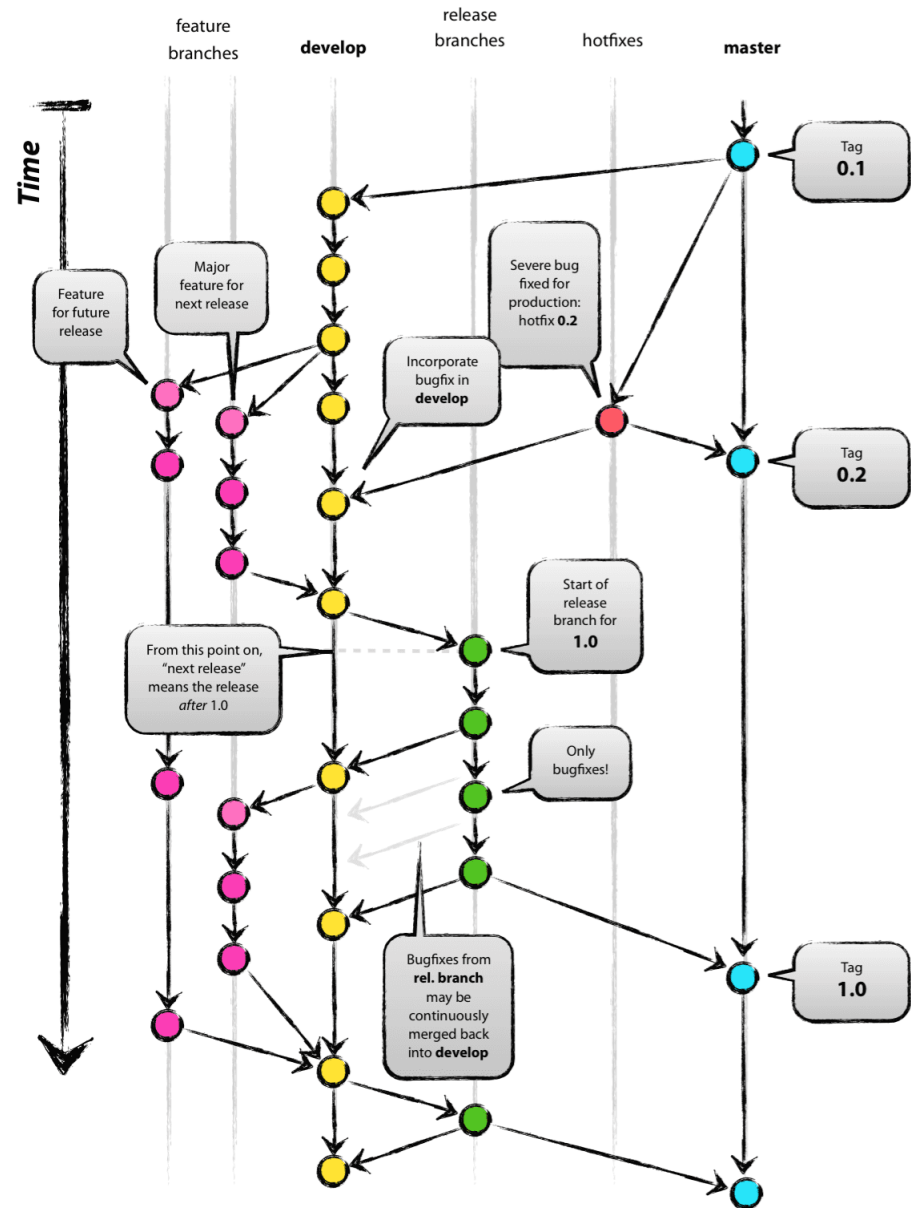 feature
branches
develop
release
branches
hotfixes
master
Time
Tag
0.1
Major
feature for
next release
Severe bug
fixed for
production:
hotfix 0.2
Feature
for future
release
Incorporate
bugfix in
develop
Tag
0.2
Start of
release
branch for
1.0
From this point on,
“next release”
means the release
after 1.0
Only
bugfixes!
Bugfixes from
rel. branch
may be
continuously
merged back
into develop
Tag
1.0